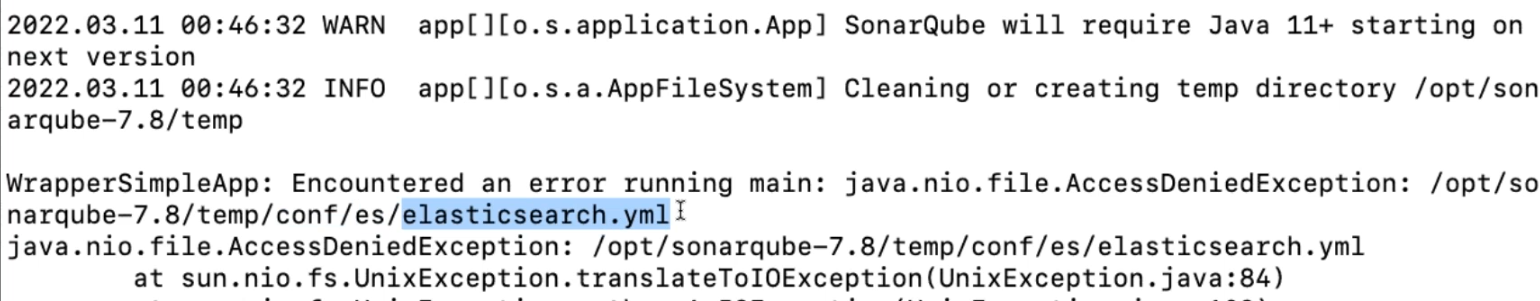 2022.03.11 00:46:32 WARN  app[][o.s.application.App] SonarQube will require Java 11+ starting on
next version
2022.03.11 00:46:32 INFO  app[][o.s.a.AppFileSystem] Cleaning or creating temp directory /opt/son
arqube-7.8/temp
WrapperSimpleApp: Encountered an error running main: java.nio.file.AccessDeniedException: /opt/so
narqube-7.8/temp/conf/es/elasticsearch.yml
java.nio.file.AccessDeniedException: /opt/sonarqube-7.8/temp/conf/es/elasticsearch.yml
at sun.nio.fs.UnixException.translateToIOException(UnixException.java:84)